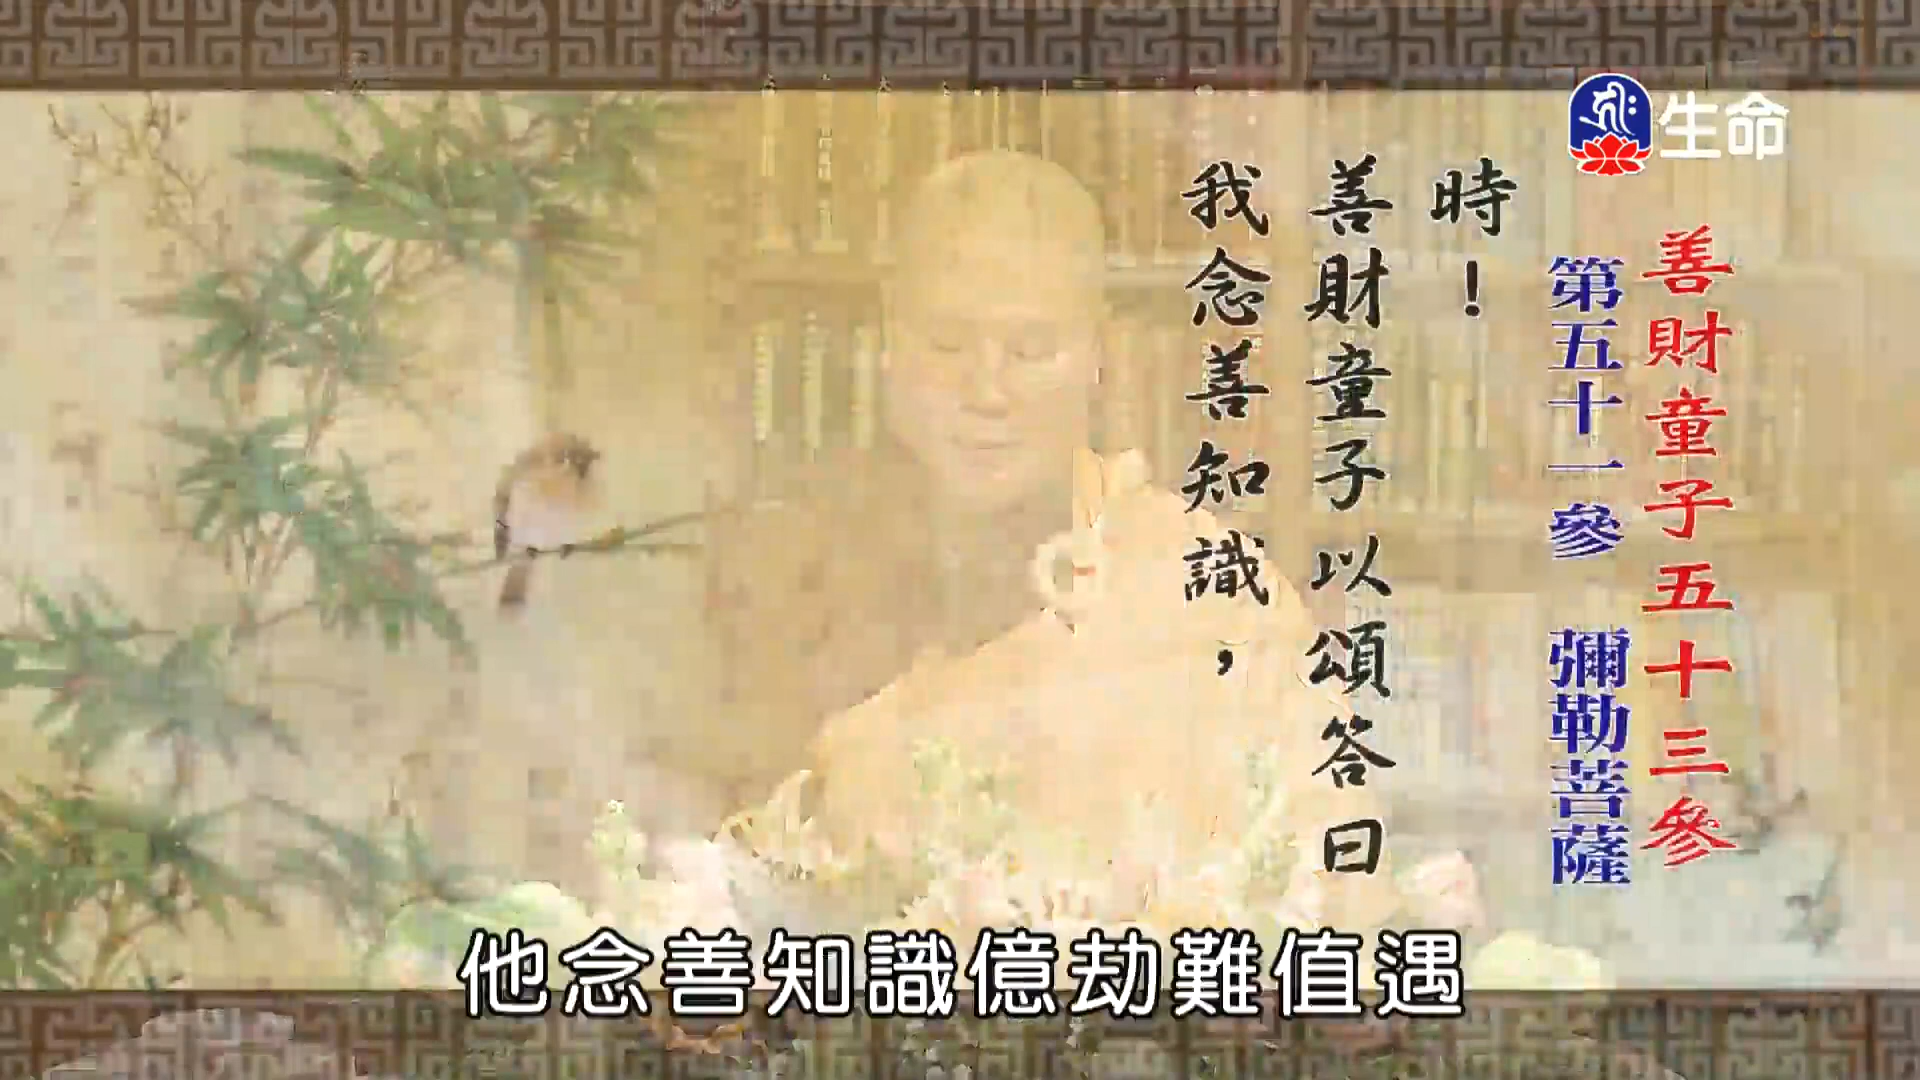 生命
善財童子五十三參
第五十一參 彌勒菩薩
時！
善財童子以頌答曰
我念善知識，
他念善知識億劫難值遇